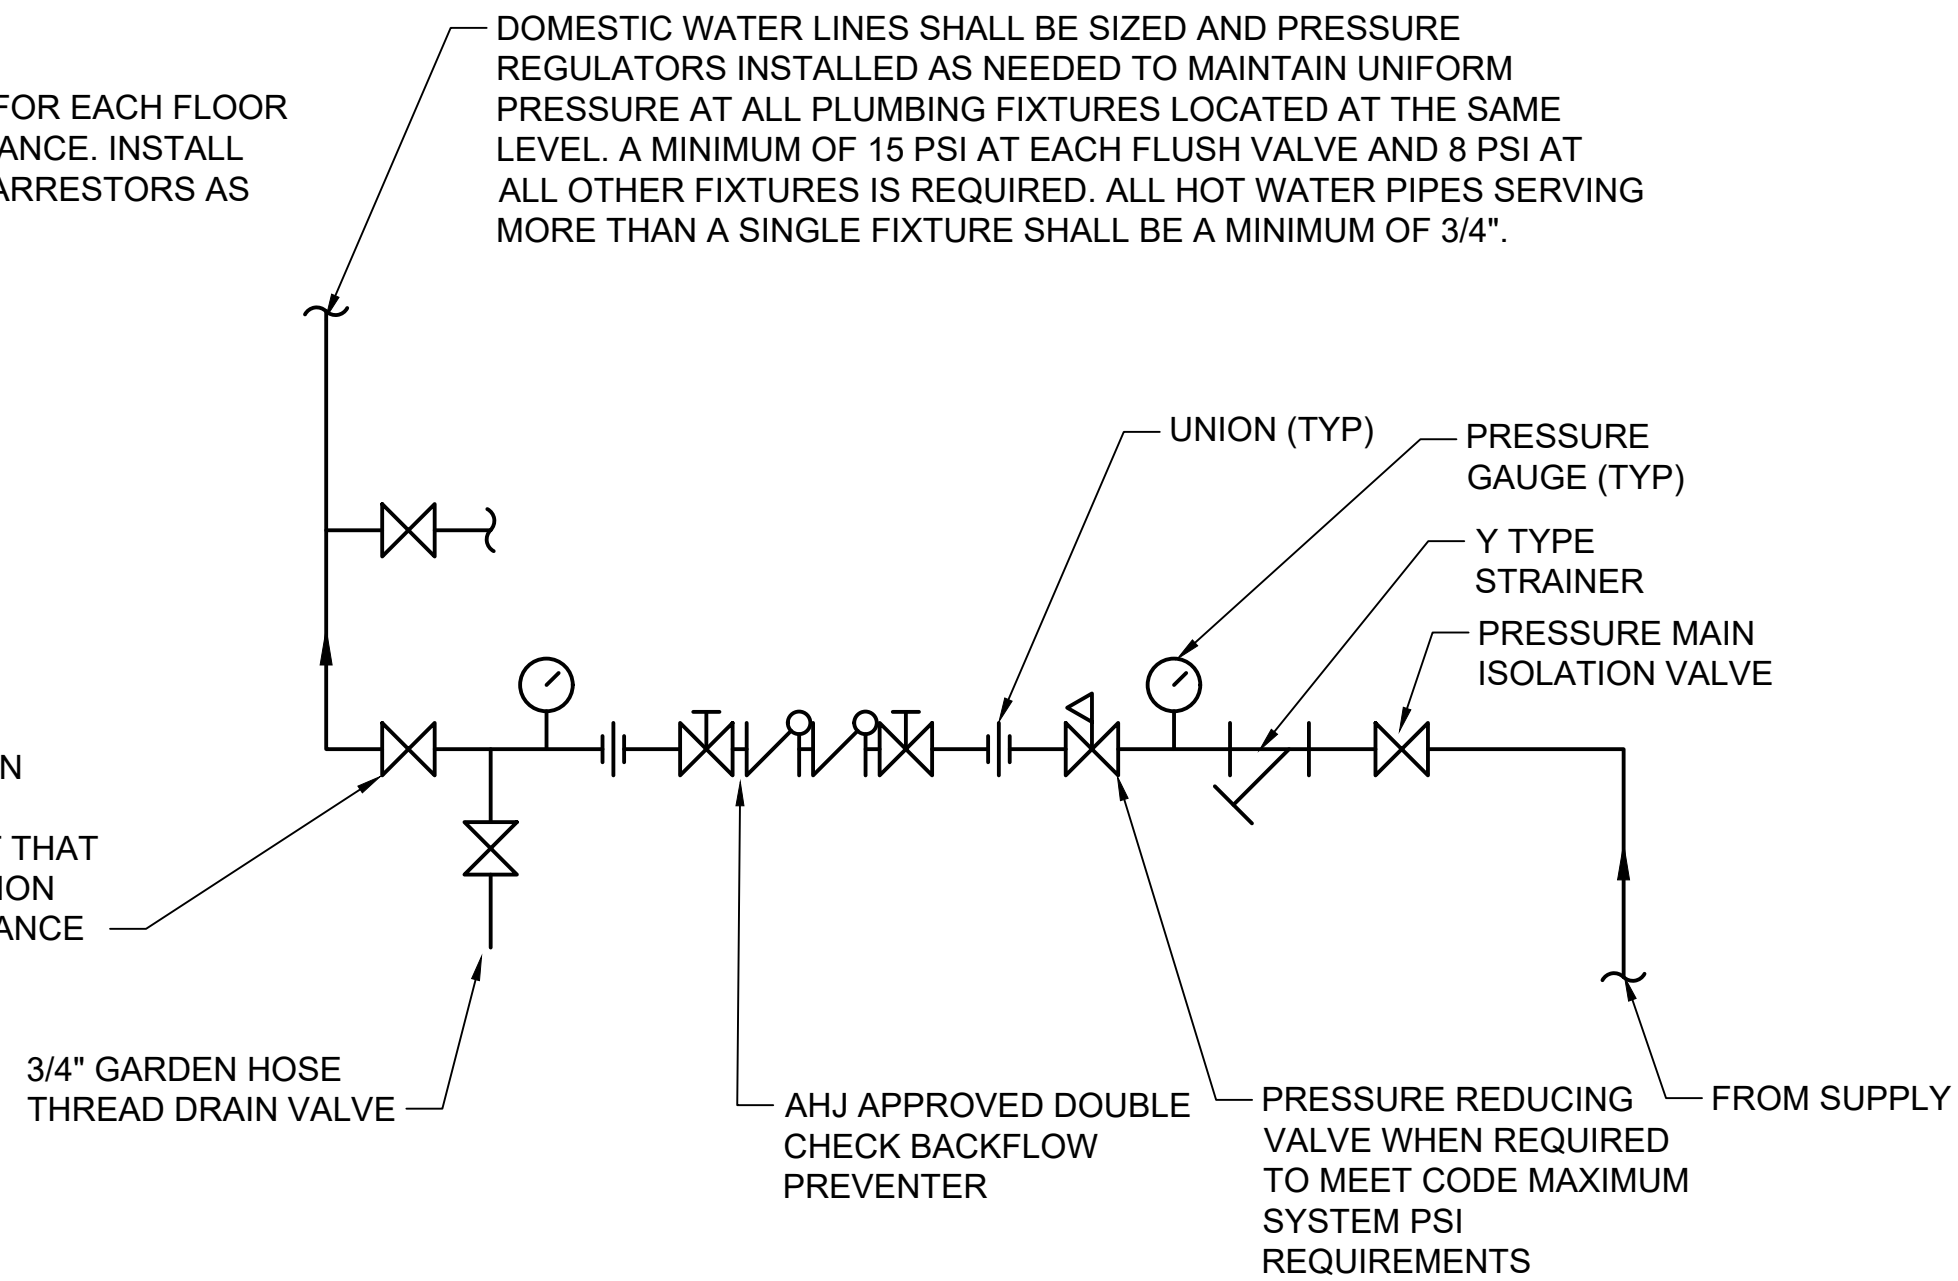 DOMESTIC WATER LINES SHALL BE SIZED AND PRESSURE
REGULATORS INSTALLED AS NEEDED TO MAINTAIN UNIFORM
PRESSURE AT ALL PLUMBING FIXTURES LOCATED AT THE SAME
LEVEL. A MINIMUM OF 15 PSI AT EACH FLUSH VALVE AND 8 PSI AT
ALL OTHER FIXTURES IS REQUIRED. ALL HOT WATER PIPES SERVING
MORE THAN A SINGLE FIXTURE SHALL BE A MINIMUM OF 3/4".
FOR EACH FLOOR
ANCE. INSTALL
ARRESTORS AS
UNION (TYP)
PRESSURE
GAUGE (TYP)
Y TYPE
STRAINER
PRESSURE MAIN
ISOLATION VALVE
N
THAT
ION
ANCE
3/4" GARDEN HOSE
THREAD DRAIN VALVE
AHJ APPROVED DOUBLE
CHECK BACKFLOW
PREVENTER
PRESSURE REDUCING
VALVE WHEN REQUIRED
TO MEET CODE MAXIMUM
SYSTEM PSI
REQUIREMENTS
FROM SUPPLY